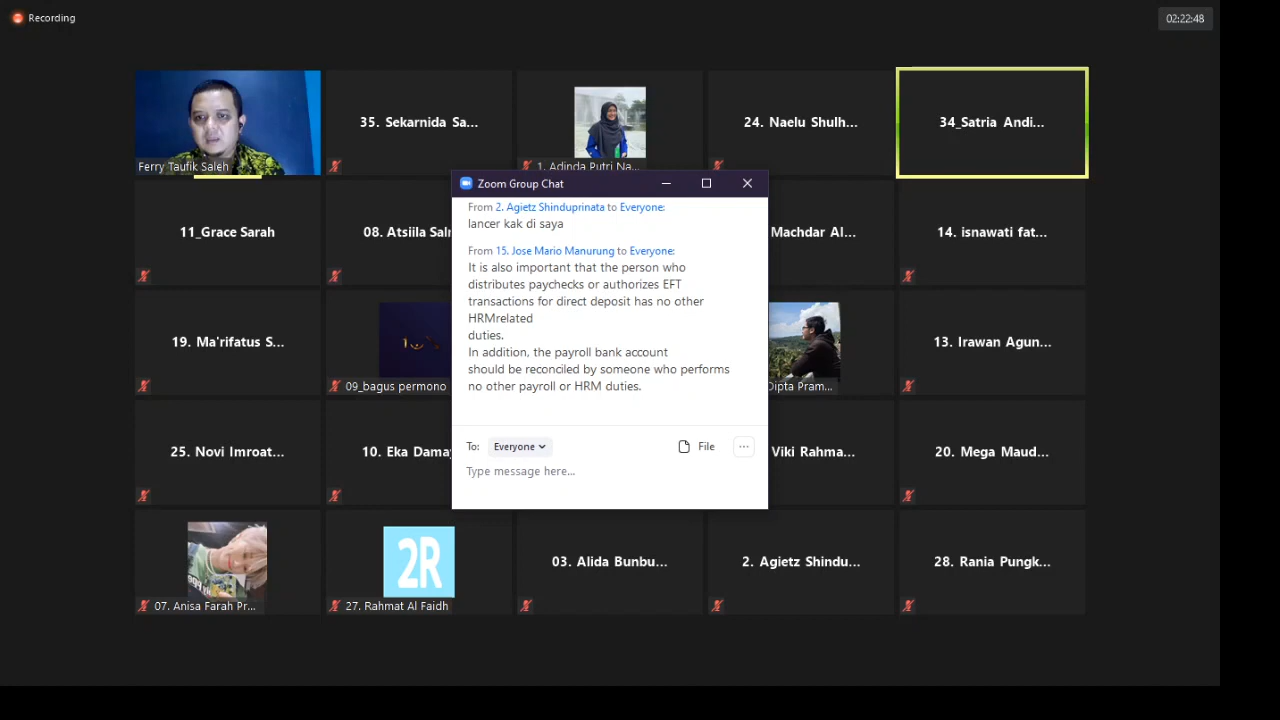 Recording
02:22:48
Ferry Taufik Saleh
35. Sekarnida Sa...
1. Adinda Putri Na...
24. Naelu Shulh...
34_Satria Andi...
Zoom Group Chat
From 2. Agietz Shinduprinata to Everyone:
lancer kak di saya
From 15. Jose Mario Manurung to Everyone:
It is also important that the person who
distributes paychecks or authorizes EFT
transactions for direct deposit has no other
HRMrelated
duties.
In addition, the payroll bank account
should be reconciled by someone who performs
no other payroll or HRM duties.
To: Everyone
File
Type message here...
11_Grace Sarah
08. Atsiila Salr
Machdar Al...
14. isnawati fat...
19. Ma'rifatus S...
09_bagus permono
Dipta Pram...
13. Irawan Agun...
25. Novi Imroat...
10. Eka Damay
Viki Rahma...
20. Mega Maud...
07. Anisa Farah Pr...
2R
27. Rahmat Al Faidh
03. Alida Bunbu...
2. Agietz Shindu...
28. Rania Pungk...